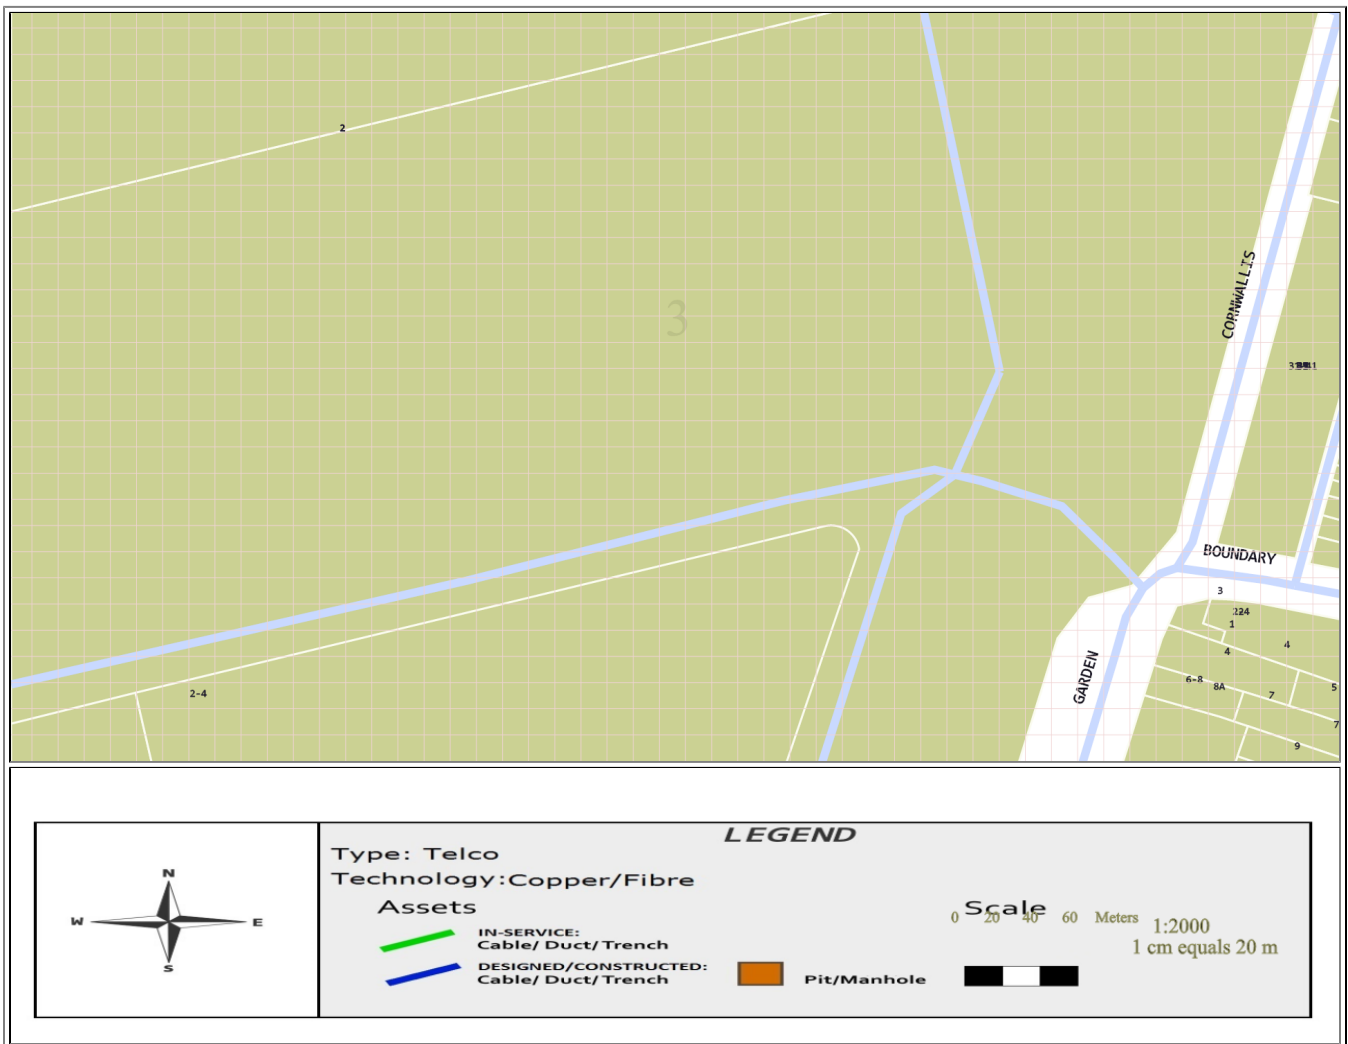 2
3
CORNWALLIS
BOUNDARY
3
224
1
4
4
GARDEN
2-4
6-8
8A
7
5
7
9
LEGEND
Type: Telco
Technology:Copper/Fibre
Assets
Scale
0 20 40 60 Meters
1:2000
1 cm equals 20 m
IN-SERVICE:
Cable/ Duct/ Trench
DESIGNED/CONSTRUCTED:
Cable/ Duct/ Trench
Pit/Manhole
N
W
E
S